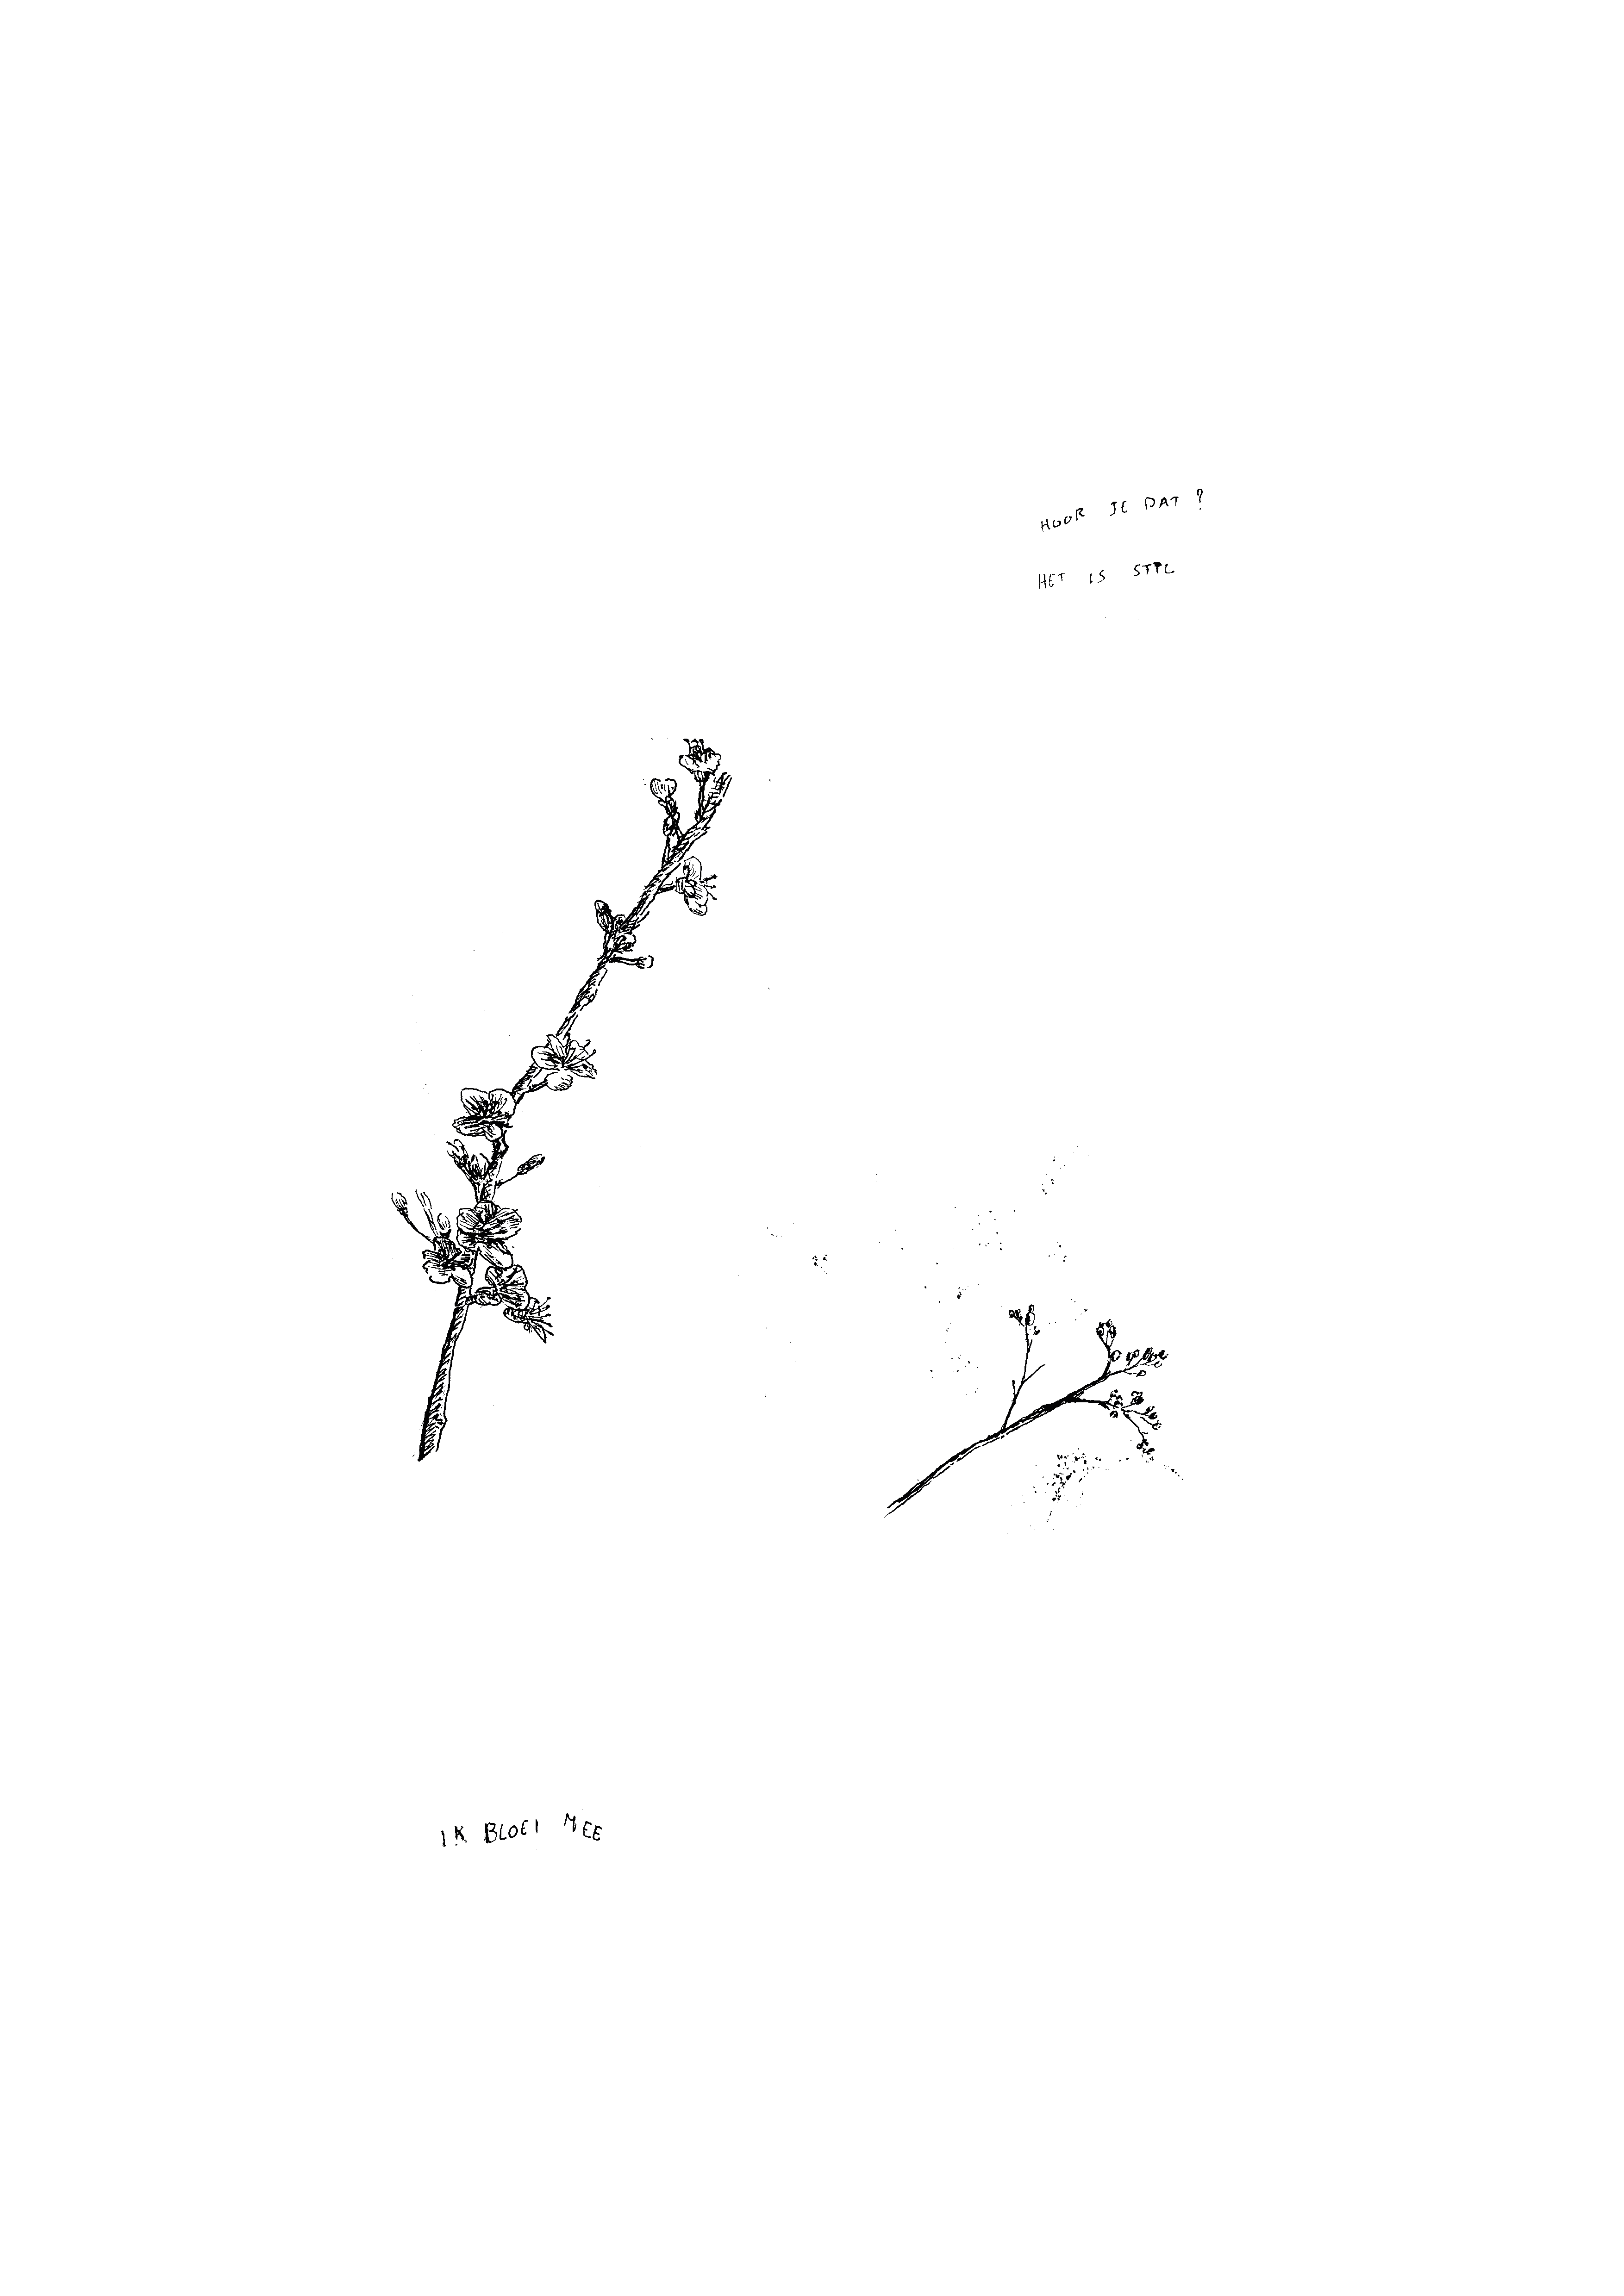 HOOR JE DAT ?
HET IS STIL
IK BLOEI MEE